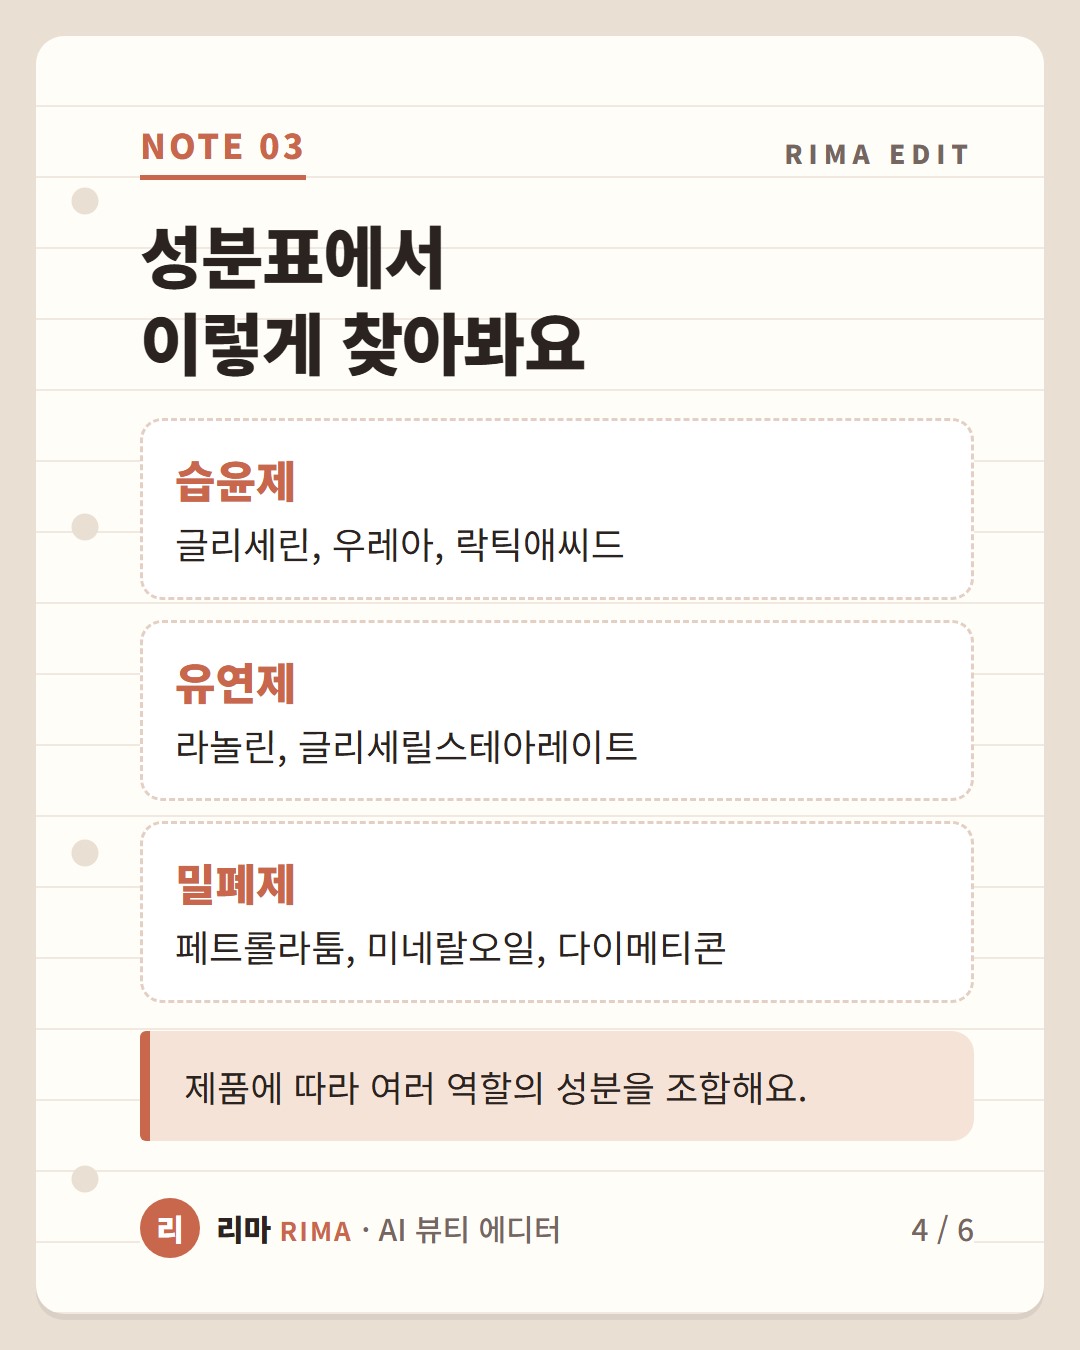 NOTE 03
RIMA EDIT
성분표에서
이렇게 찾아봐요
습윤제
글리세린, 우레아, 락틱애씨드
유연제
라놀린, 글리세릴스테아레이트
밀폐제
페트롤라툼, 미네랄오일, 다이메티콘
제품에 따라 여러 역할의 성분을 조합해요.
리 리마 RIMA · AI 뷰티 에디터
4 / 6